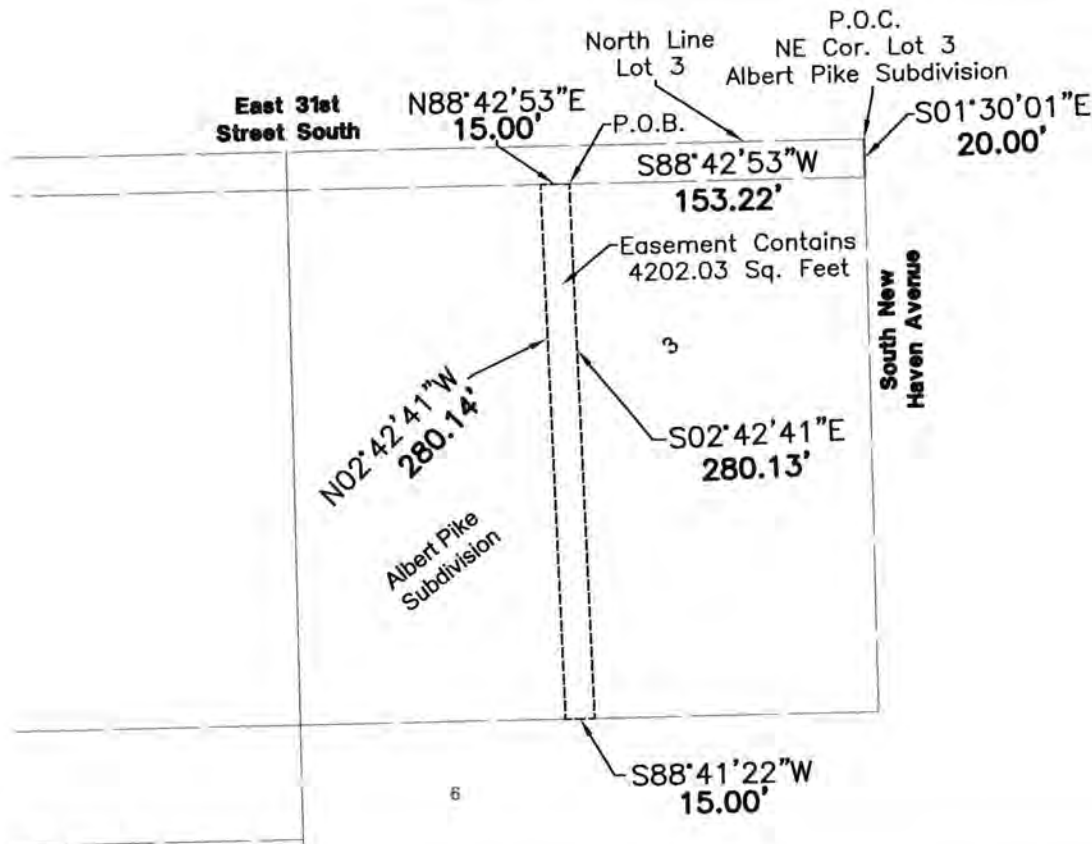 P.O.C.
NE Cor. Lot 3
Albert Pike Subdivision
North Line
Lot 3
East 31st
Street South
N88°42'53"E
15.00'
P.O.B.
S01°30'01"E
20.00'
S88°42'53"W
153.22'
Easement Contains
4202.03 Sq. Feet
3
South New
Haven Avenue
N02°42'41"W
280.14'
S02°42'41"E
280.13'
Albert Pike
Subdivision
S88°41'22"W
15.00'
6